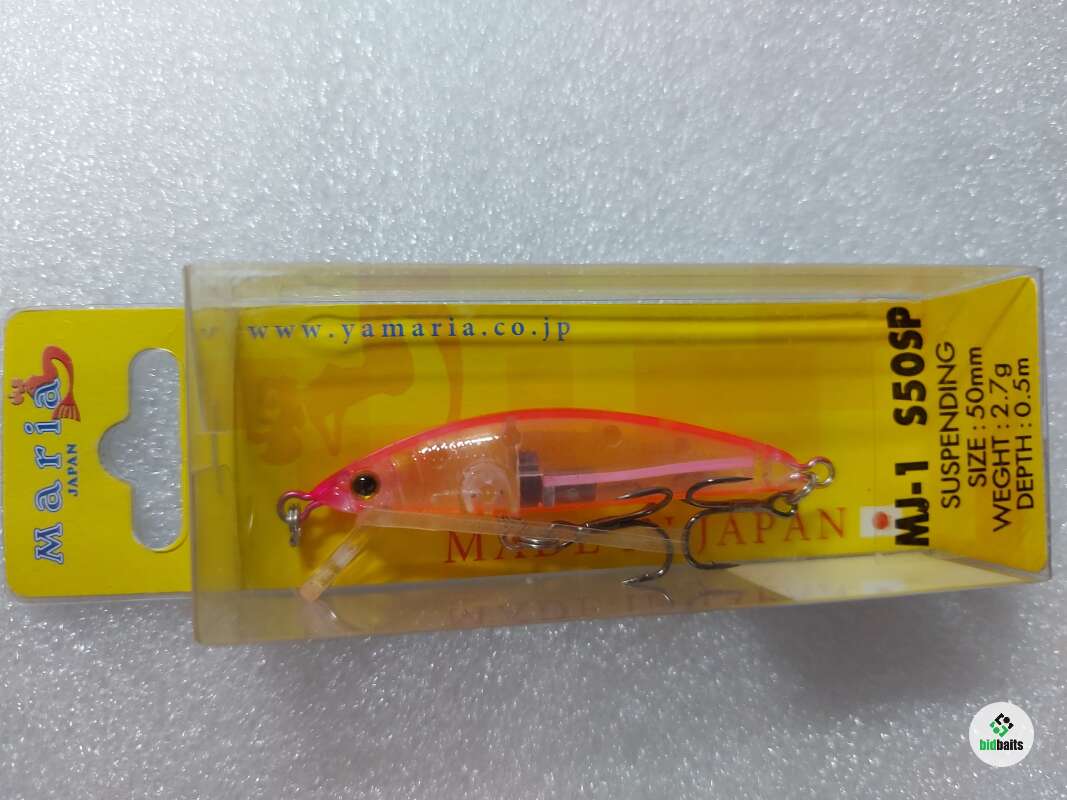 Maria
JAPAN
www.yamaria.co.jp
MADE IN JAPAN
MJ-1 S50SP
SUSPENDING
SIZE : 50mm
WEGHT : 2.7g
DEPTH : 0.5m
bidbaits